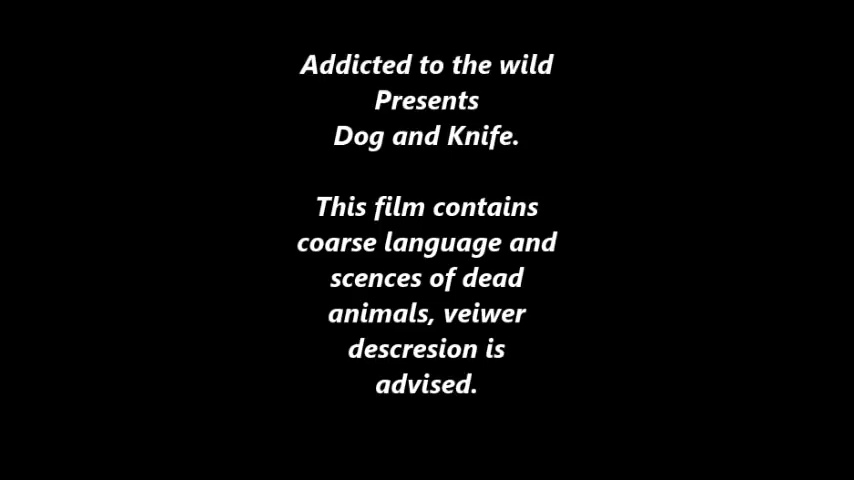 Addicted to the wild
Presents
Dog and Knife.
This film contains
coarse language and
scences of dead
animals, veiwer
descresion is
advised.